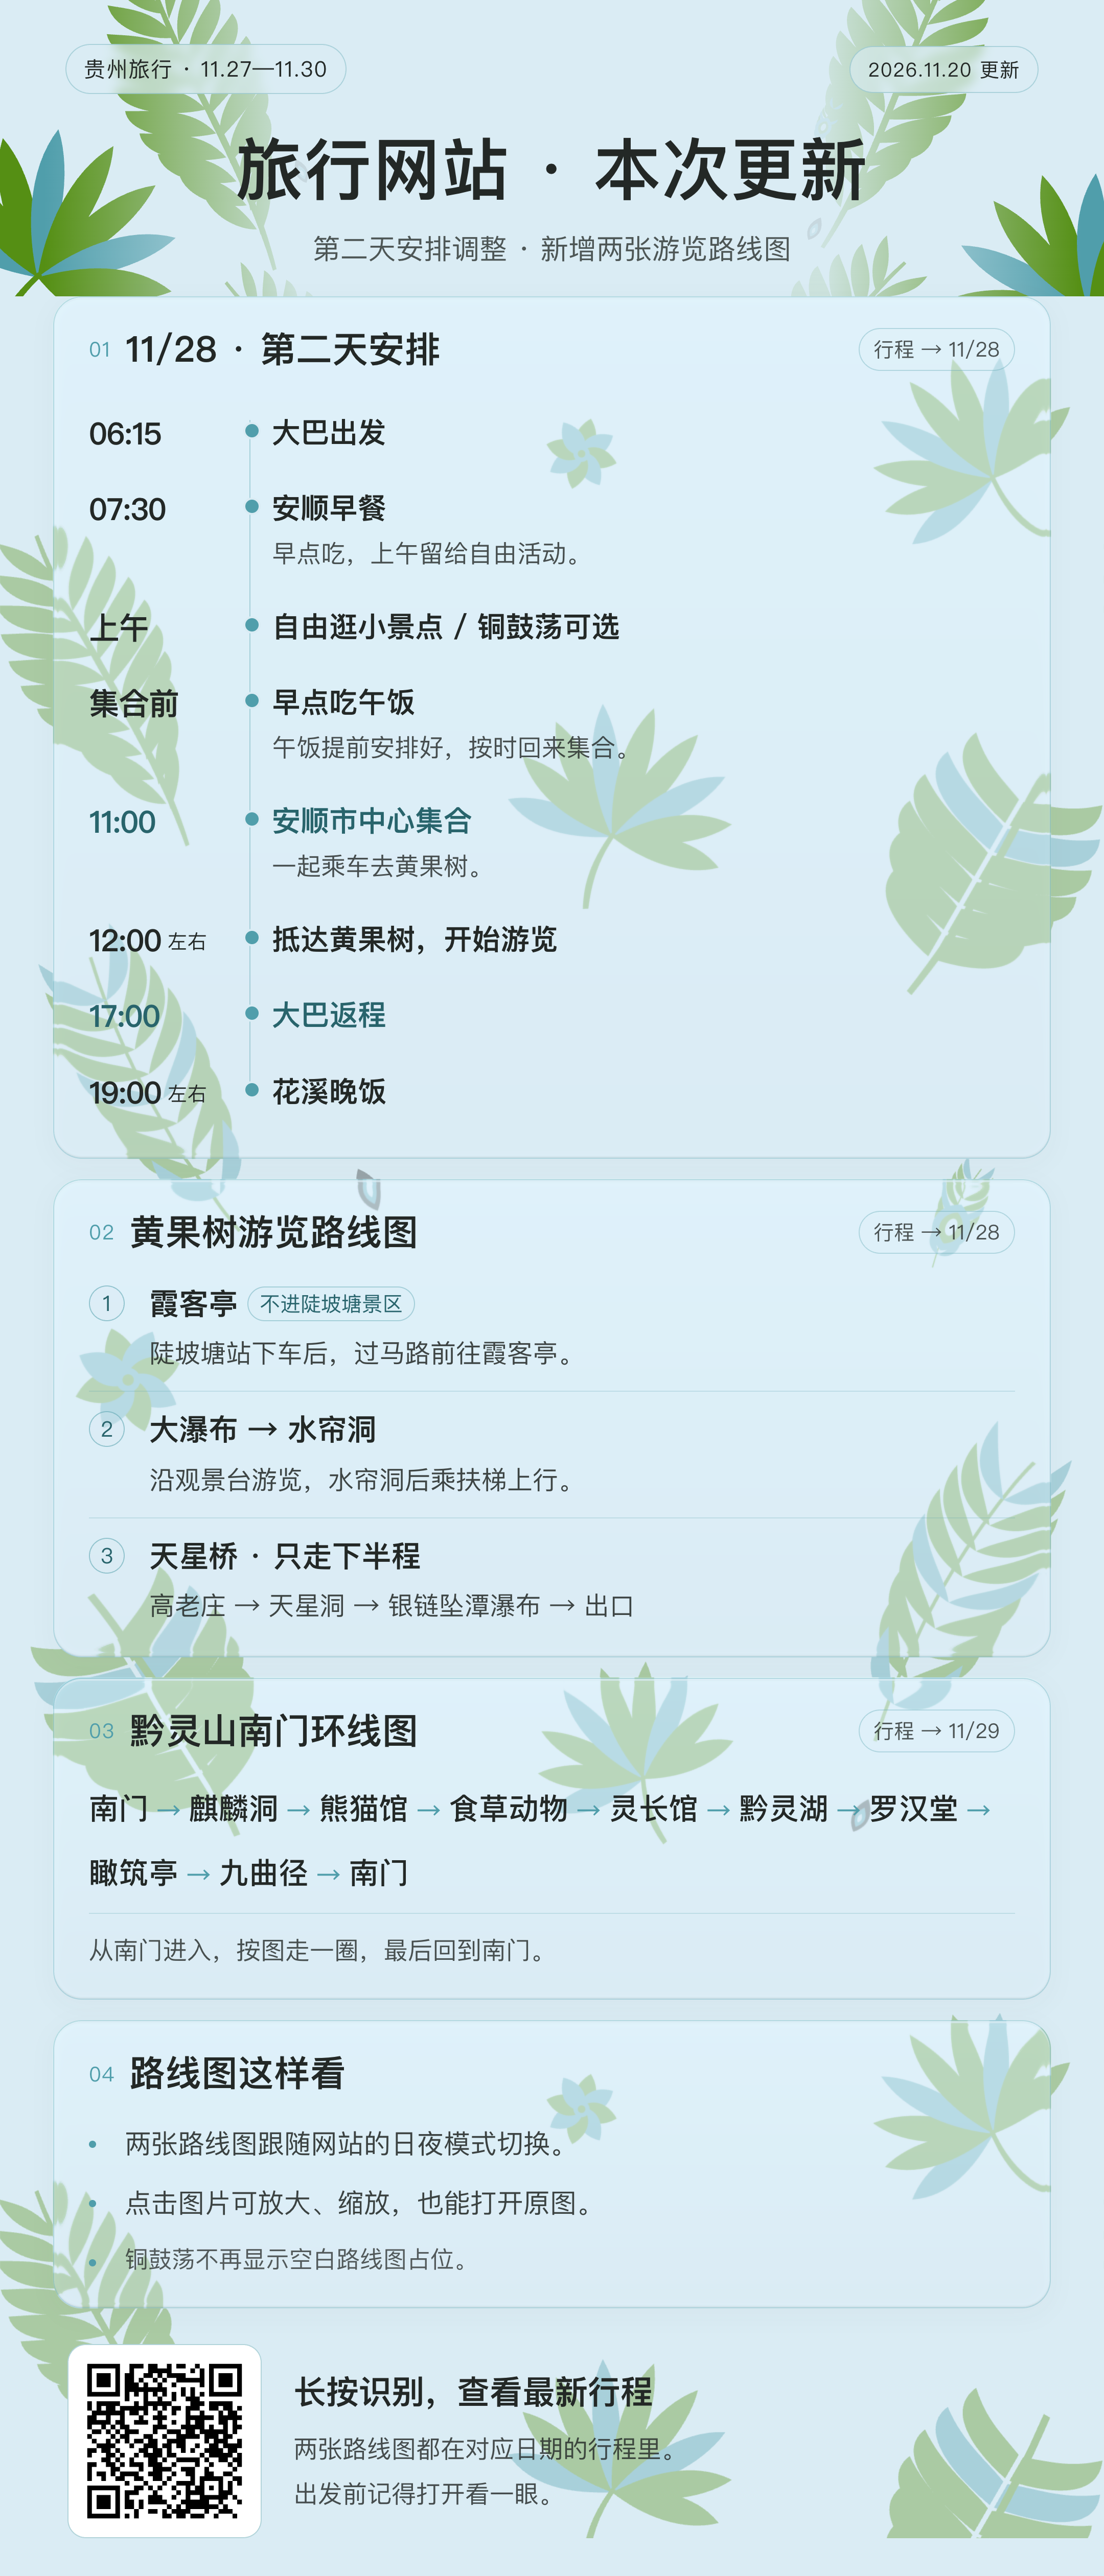 贵州旅行 · 11.27—11.30
2026.11.20 更新
旅行网站 · 本次更新
第二天安排调整 · 新增两张游览路线图
01 11/28 · 第二天安排
行程 → 11/28
06:15 大巴出发
07:30 安顺早餐
早点吃，上午留给自由活动。
上午 自由逛小景点 / 铜鼓荡可选
集合前 早点吃午饭
午饭提前安排好，按时回来集合。
11:00 安顺市中心集合
一起乘车去黄果树。
12:00 左右 抵达黄果树，开始游览
17:00 大巴返程
19:00 左右 花溪晚饭
02 黄果树游览路线图
行程 → 11/28
1 霞客亭 不进陡坡塘景区
陡坡塘站下车后，过马路前往霞客亭。
2 大瀑布 → 水帘洞
沿观景台游览，水帘洞后乘扶梯上行。
3 天星桥 · 只走下半程
高老庄 → 天星洞 → 银链坠潭瀑布 → 出口
03 黔灵山南门环线图
行程 → 11/29
南门 → 麒麟洞 → 熊猫馆 → 食草动物 → 灵长馆 → 黔灵湖 → 罗汉堂 →
瞰筑亭 → 九曲径 → 南门
从南门进入，按图走一圈，最后回到南门。
04 路线图这样看
• 两张路线图跟随网站的日夜模式切换。
• 点击图片可放大、缩放，也能打开原图。
• 铜鼓荡不再显示空白路线图占位。
长按识别，查看最新行程
两张路线图都在对应日期的行程里。
出发前记得打开看一眼。